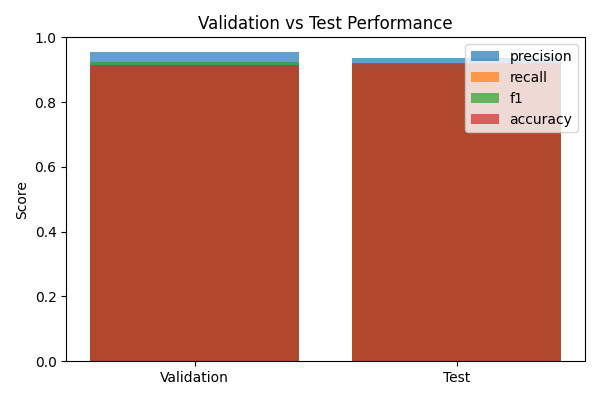 Validation vs Test Performance
precision
recall
f1
accuracy
Score
1.0
0.8
0.6
0.4
0.2
0.0
Validation
Test